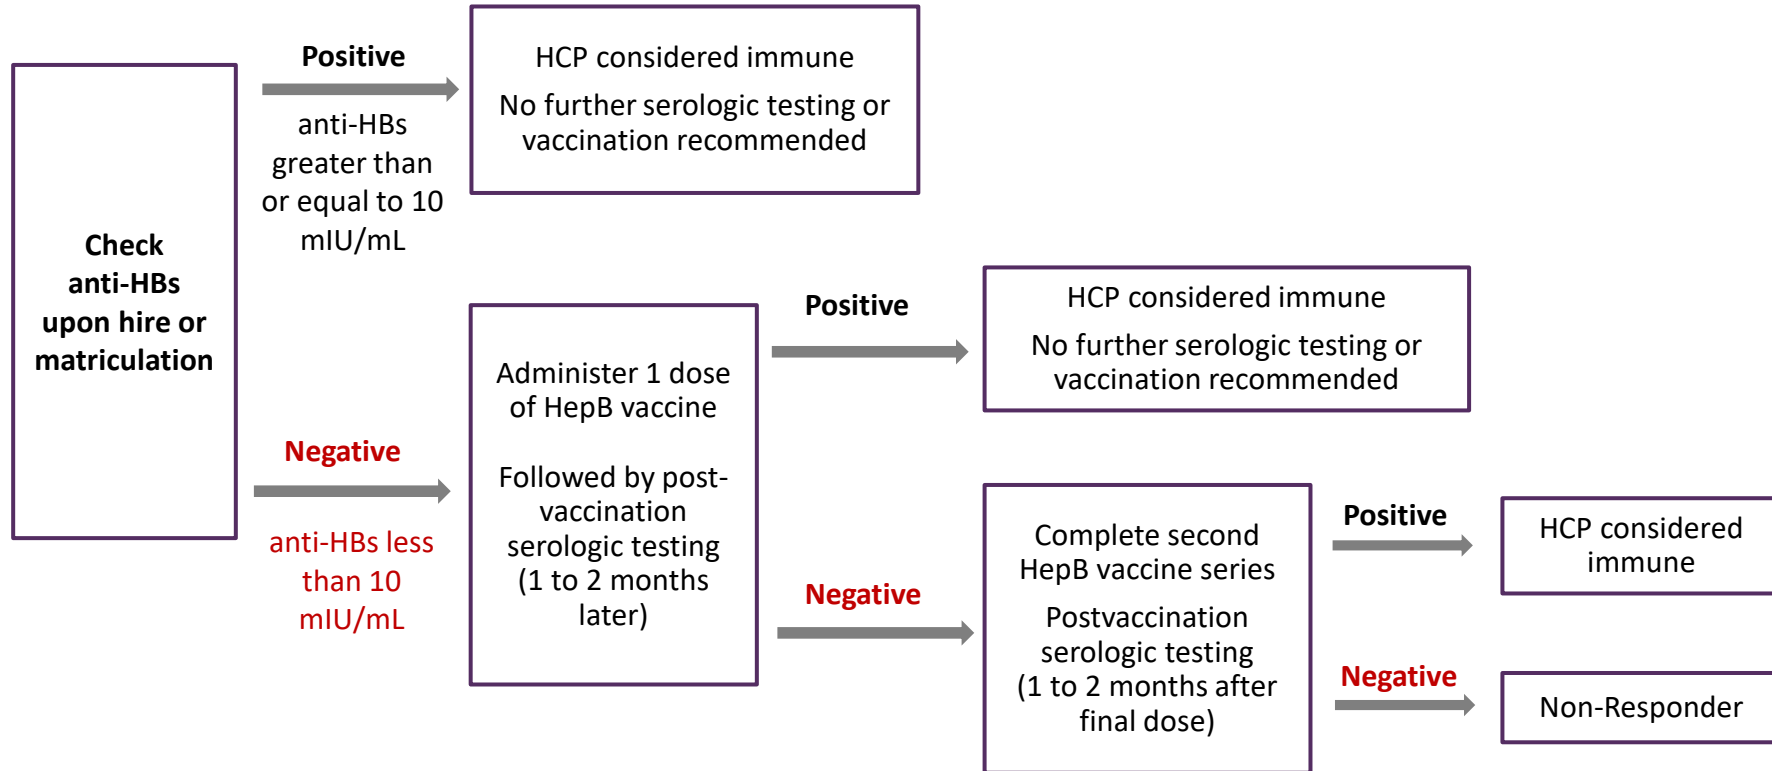 Check
anti-HBs
upon hire or
matriculation
Positive
anti-HBs
greater than
or equal to 10
mIU/mL
HCP considered immune
No further serologic testing or
vaccination recommended
Negative
anti-HBs less
than 10
mIU/mL
Administer 1 dose
of HepB vaccine
Followed by post-
vaccination
serologic testing
(1 to 2 months
later)
Positive
HCP considered immune
No further serologic testing or
vaccination recommended
Negative
Complete second
HepB vaccine series
Postvaccination
serologic testing
(1 to 2 months after
final dose)
Positive
HCP considered
immune
Negative
Non-Responder